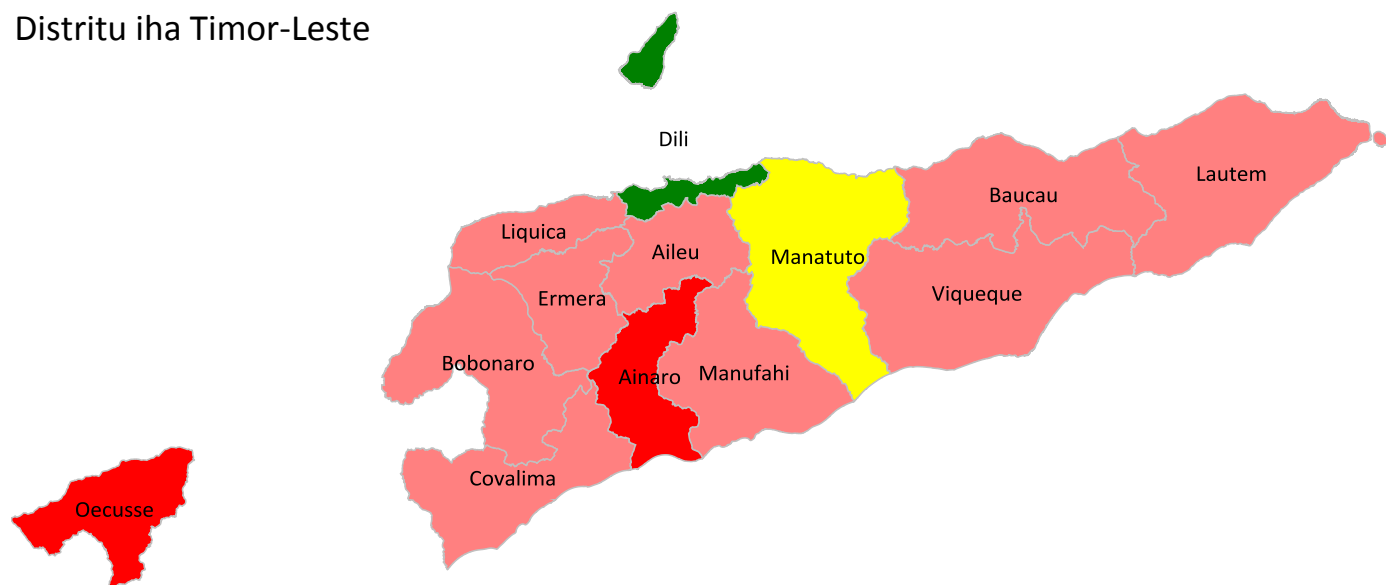 Distritu iha Timor-Leste
Dili
Lautem
Baucau
Liquica
Aileu
Manatuto
Ermera
Viqueque
Bobonaro
Ainaro
Manufahi
Covalima
Oecusse